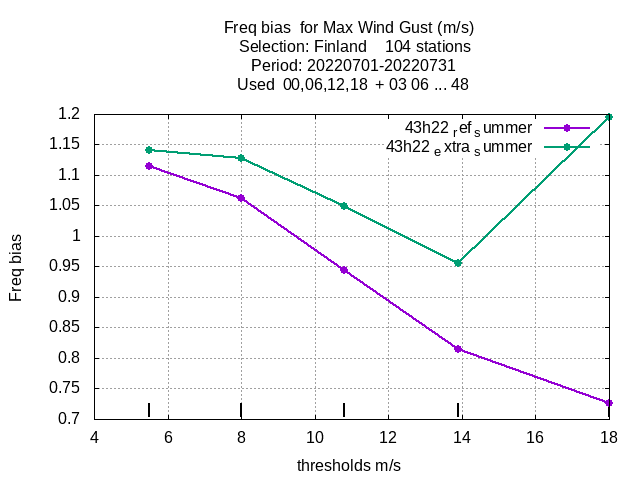 Freq bias  for Max Wind Gust (m/s)
Selection: Finland    104 stations
Period: 20220701-20220731
Used  00,06,12,18  + 03 06 ... 48
43h22 ref summer
43h22 extra summer
1.2
1.15
1.1
1.05
1
0.95
0.9
0.85
0.8
0.75
0.7
Freq bias
4 6 8 10 12 14 16 18
thresholds m/s